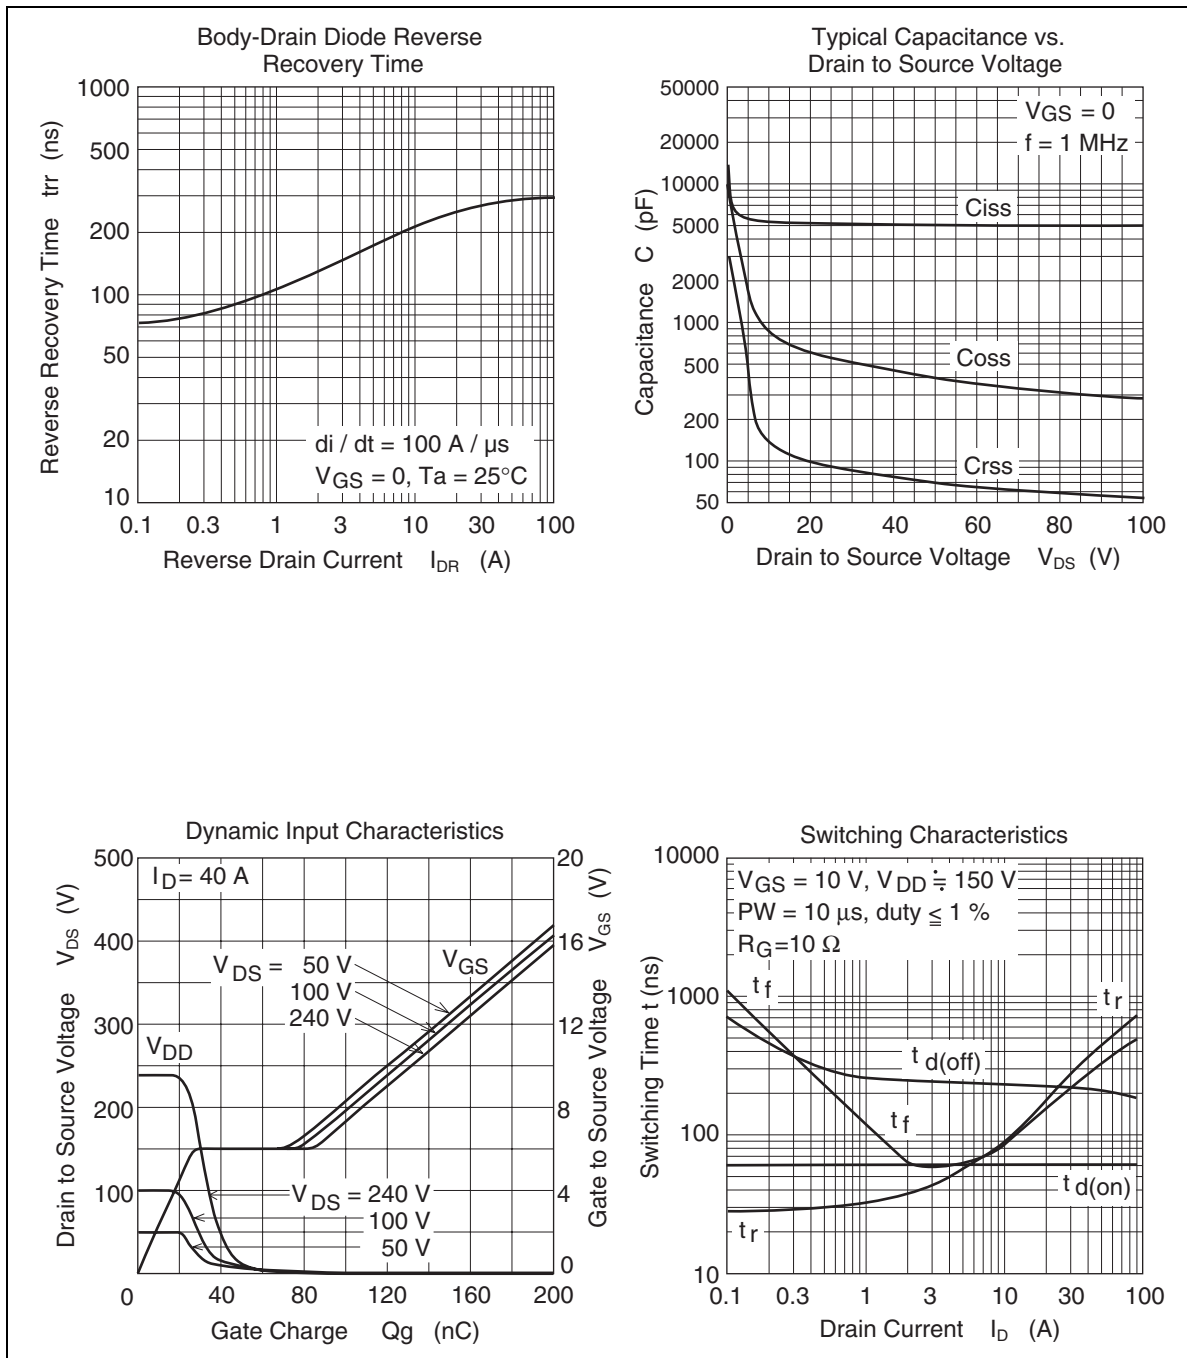 Body-Drain Diode Reverse
Recovery Time
1000
500
200
100
50
20
10
Reverse Recovery Time trr (ns)
di / dt = 100 A / µs
VGS = 0, Ta = 25°C
0.1 0.3 1 3 10 30 100
Reverse Drain Current IDR (A)
Typical Capacitance vs.
Drain to Source Voltage
50000
20000
10000
5000
2000
1000
500
200
100
50
Capacitance C (pF)
VGS = 0
f = 1 MHz
Ciss
Coss
Crss
0 20 40 60 80 100
Drain to Source Voltage VDS (V)
Dynamic Input Characteristics
500
400
300
200
100
0
Drain to Source Voltage VDS (V)
ID = 40 A
VDS = 50 V
100 V
240 V
VGS
VDD
VDS = 240 V
100 V
50 V
20
16
12
8
4
0
Gate to Source Voltage VGS (V)
40 80 120 160 200
Gate Charge Qg (nC)
Switching Characteristics
10000
1000
100
10
Switching Time t (ns)
VGS = 10 V, VDD ≒ 150 V
PW = 10 µs, duty ≦ 1 %
RG=10 Ω
tf
tr
td(off)
tf
td(on)
tr
0.1 0.3 1 3 10 30 100
Drain Current ID (A)